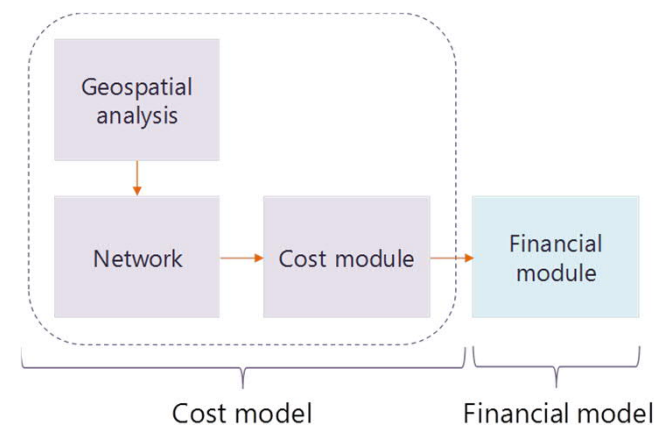 Geospatial
analysis
Network
Cost module
Financial
module
Cost model
Financial model